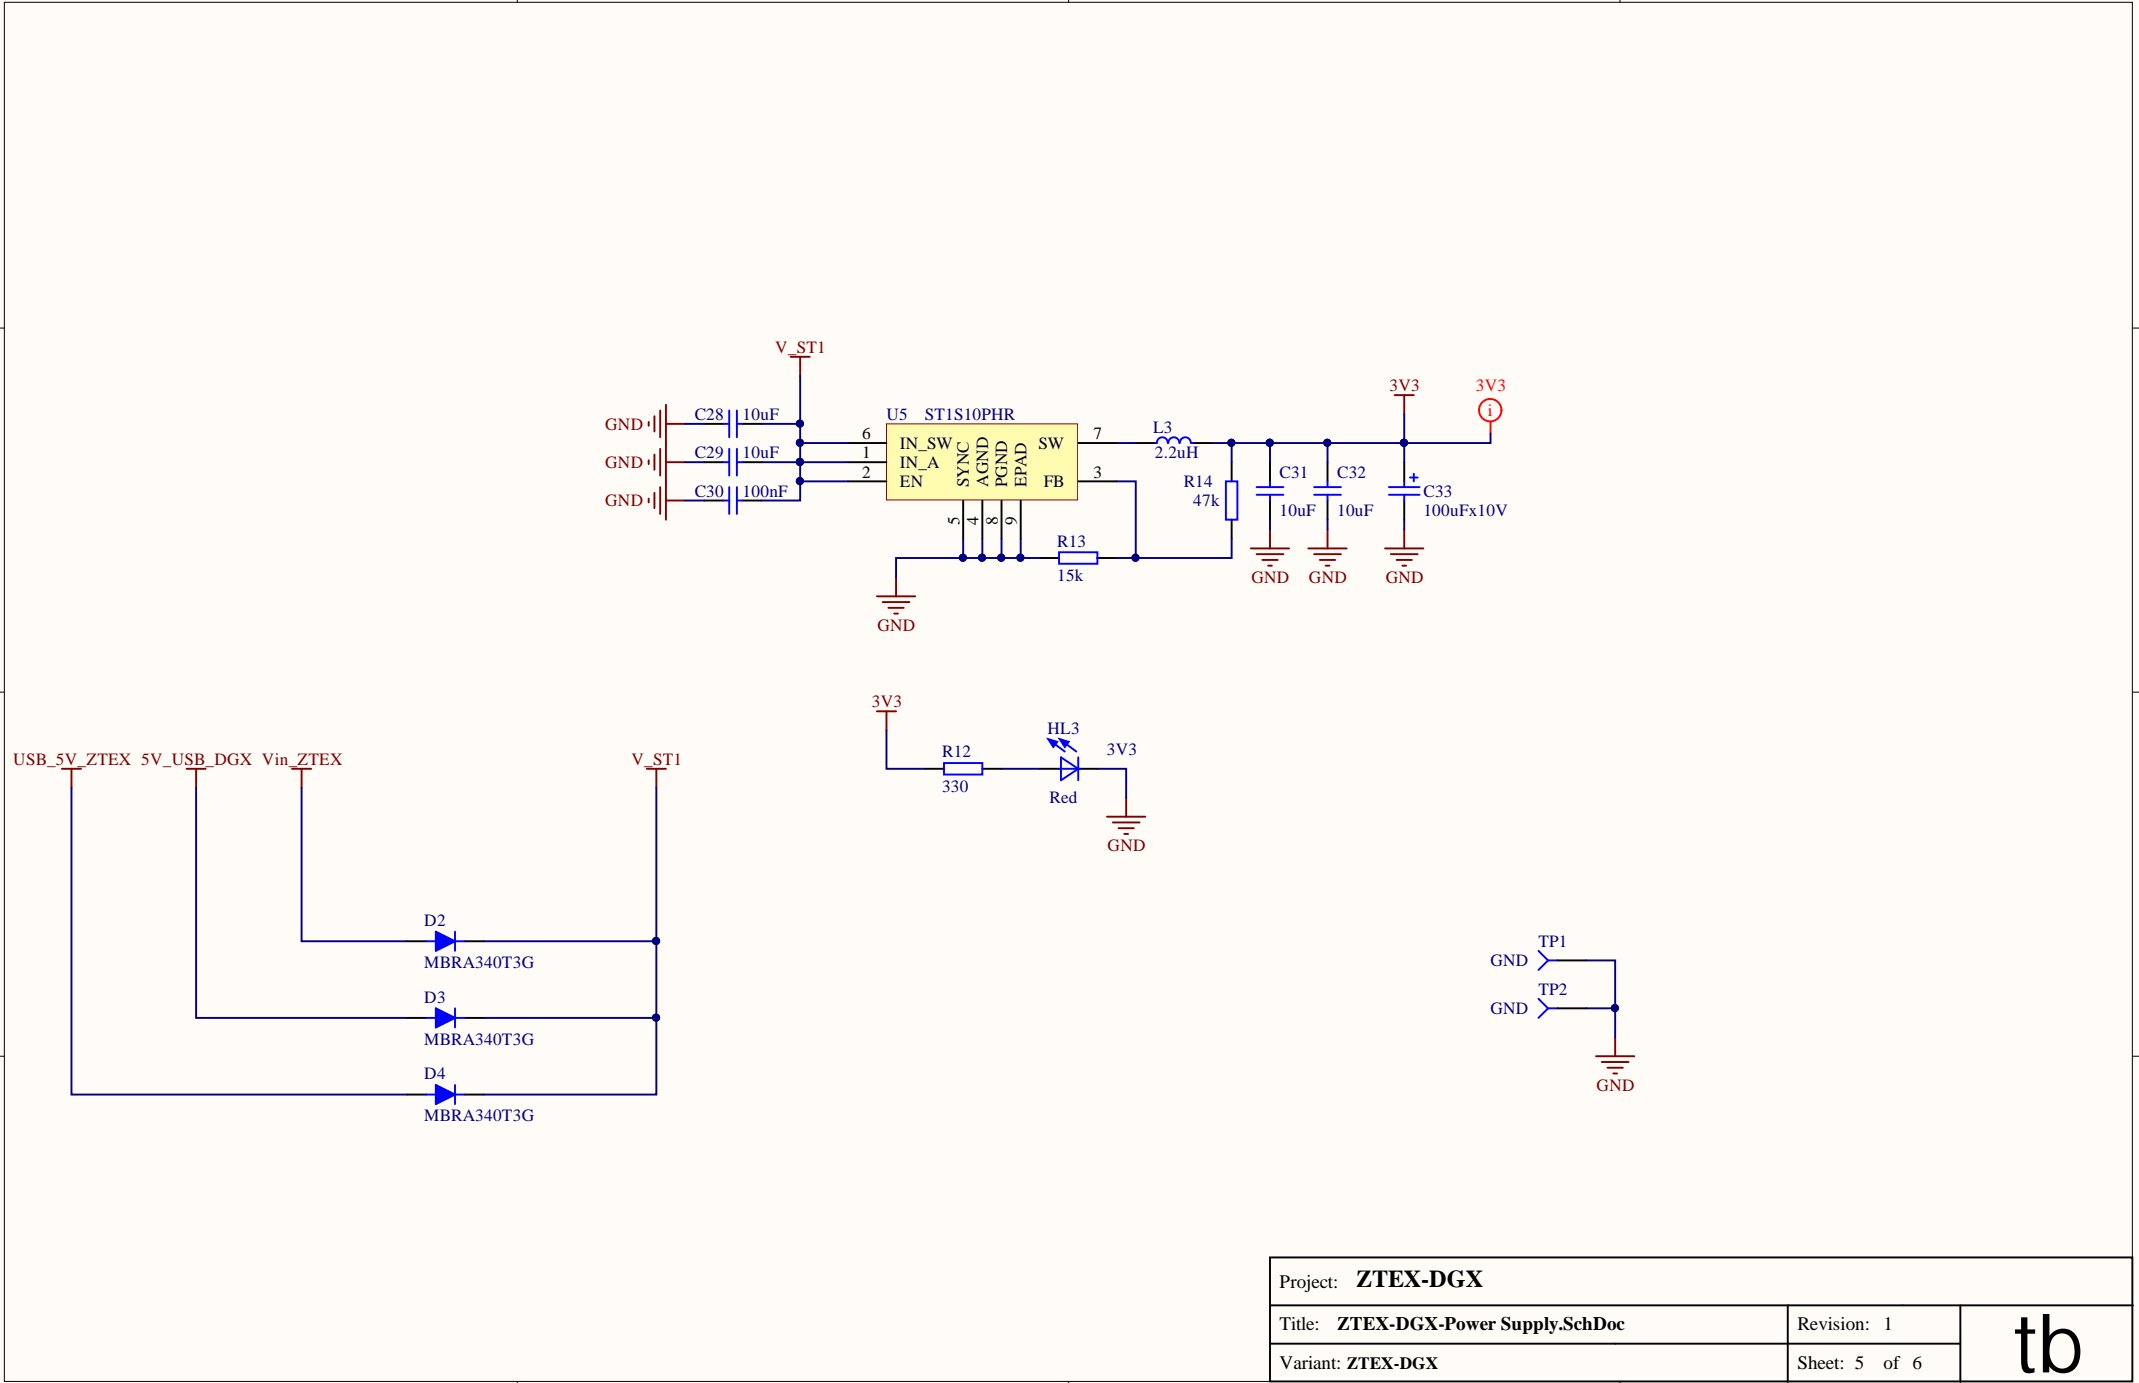 V_ST1
GND C28 10uF
GND C29 10uF
GND C30 100nF
U5 ST1S10PHR
6 IN_SW
1 IN_A
2 EN
SYNC
AGND
PGND
EPAD
SW 7
FB 3
5
4
8
9
L3
2.2uH
3V3
3V3
i
R14
47k
C31
10uF
C32
10uF
+
C33
100uFx10V
R13
15k
GND
GND
GND
GND
3V3
R12
330
HL3
Red
3V3
GND
USB_5V_ZTEX 5V_USB_DGX Vin_ZTEX
V_ST1
D2
MBRA340T3G
D3
MBRA340T3G
D4
MBRA340T3G
TP1
GND
TP2
GND
GND
Project: ZTEX-DGX
Title: ZTEX-DGX-Power Supply.SchDoc
Revision: 1
Variant: ZTEX-DGX
Sheet: 5 of 6
tb